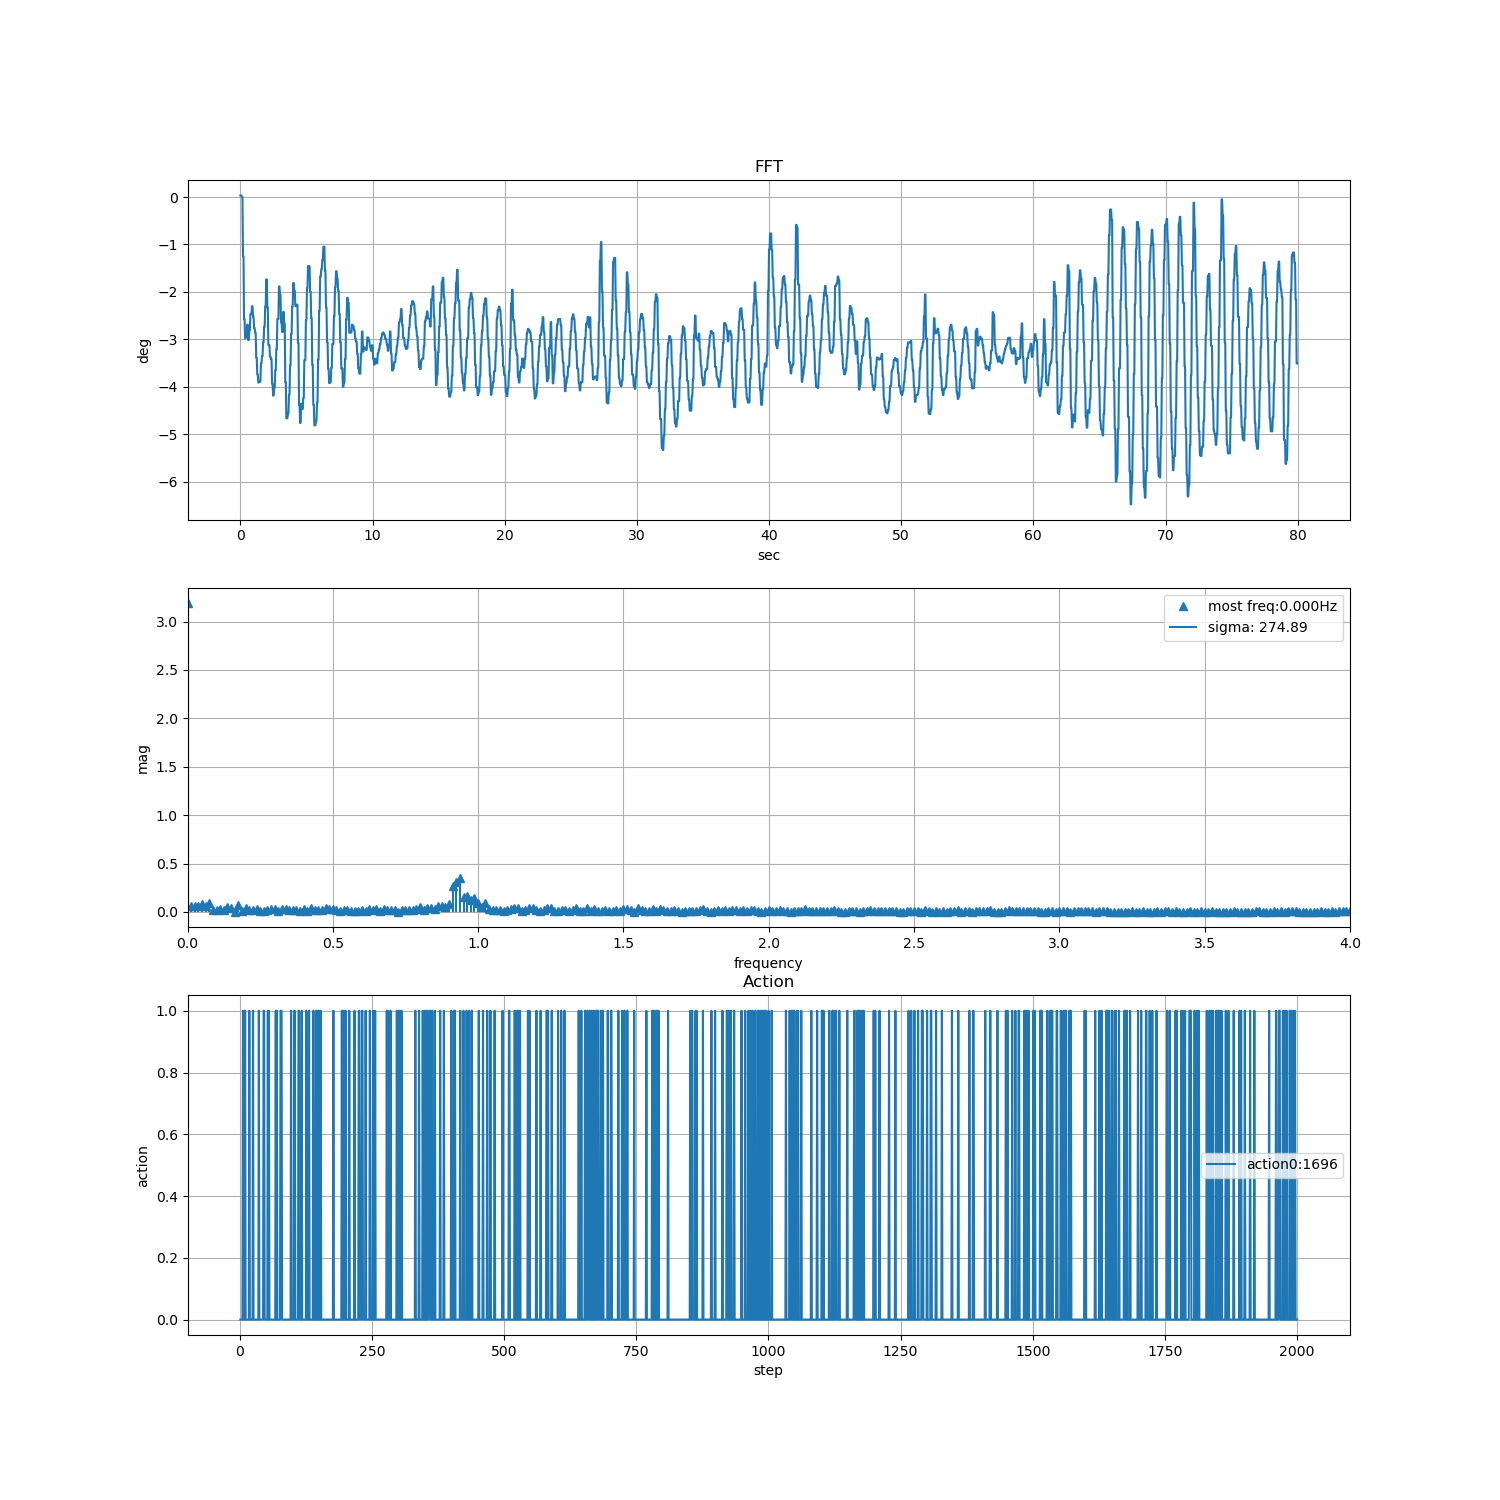 FFT
0
−1
−2
−3
−4
−5
−6
deg
0 10 20 30 40 50 60 70 80
sec
3.0
2.5
2.0
1.5
1.0
0.5
0.0
mag
most freq:0.000Hz
sigma: 274.89
0.0 0.5 1.0 1.5 2.0 2.5 3.0 3.5 4.0
frequency
Action
1.0
0.8
0.6
0.4
0.2
0.0
action
action0:1696
0 250 500 750 1000 1250 1500 1750 2000
step